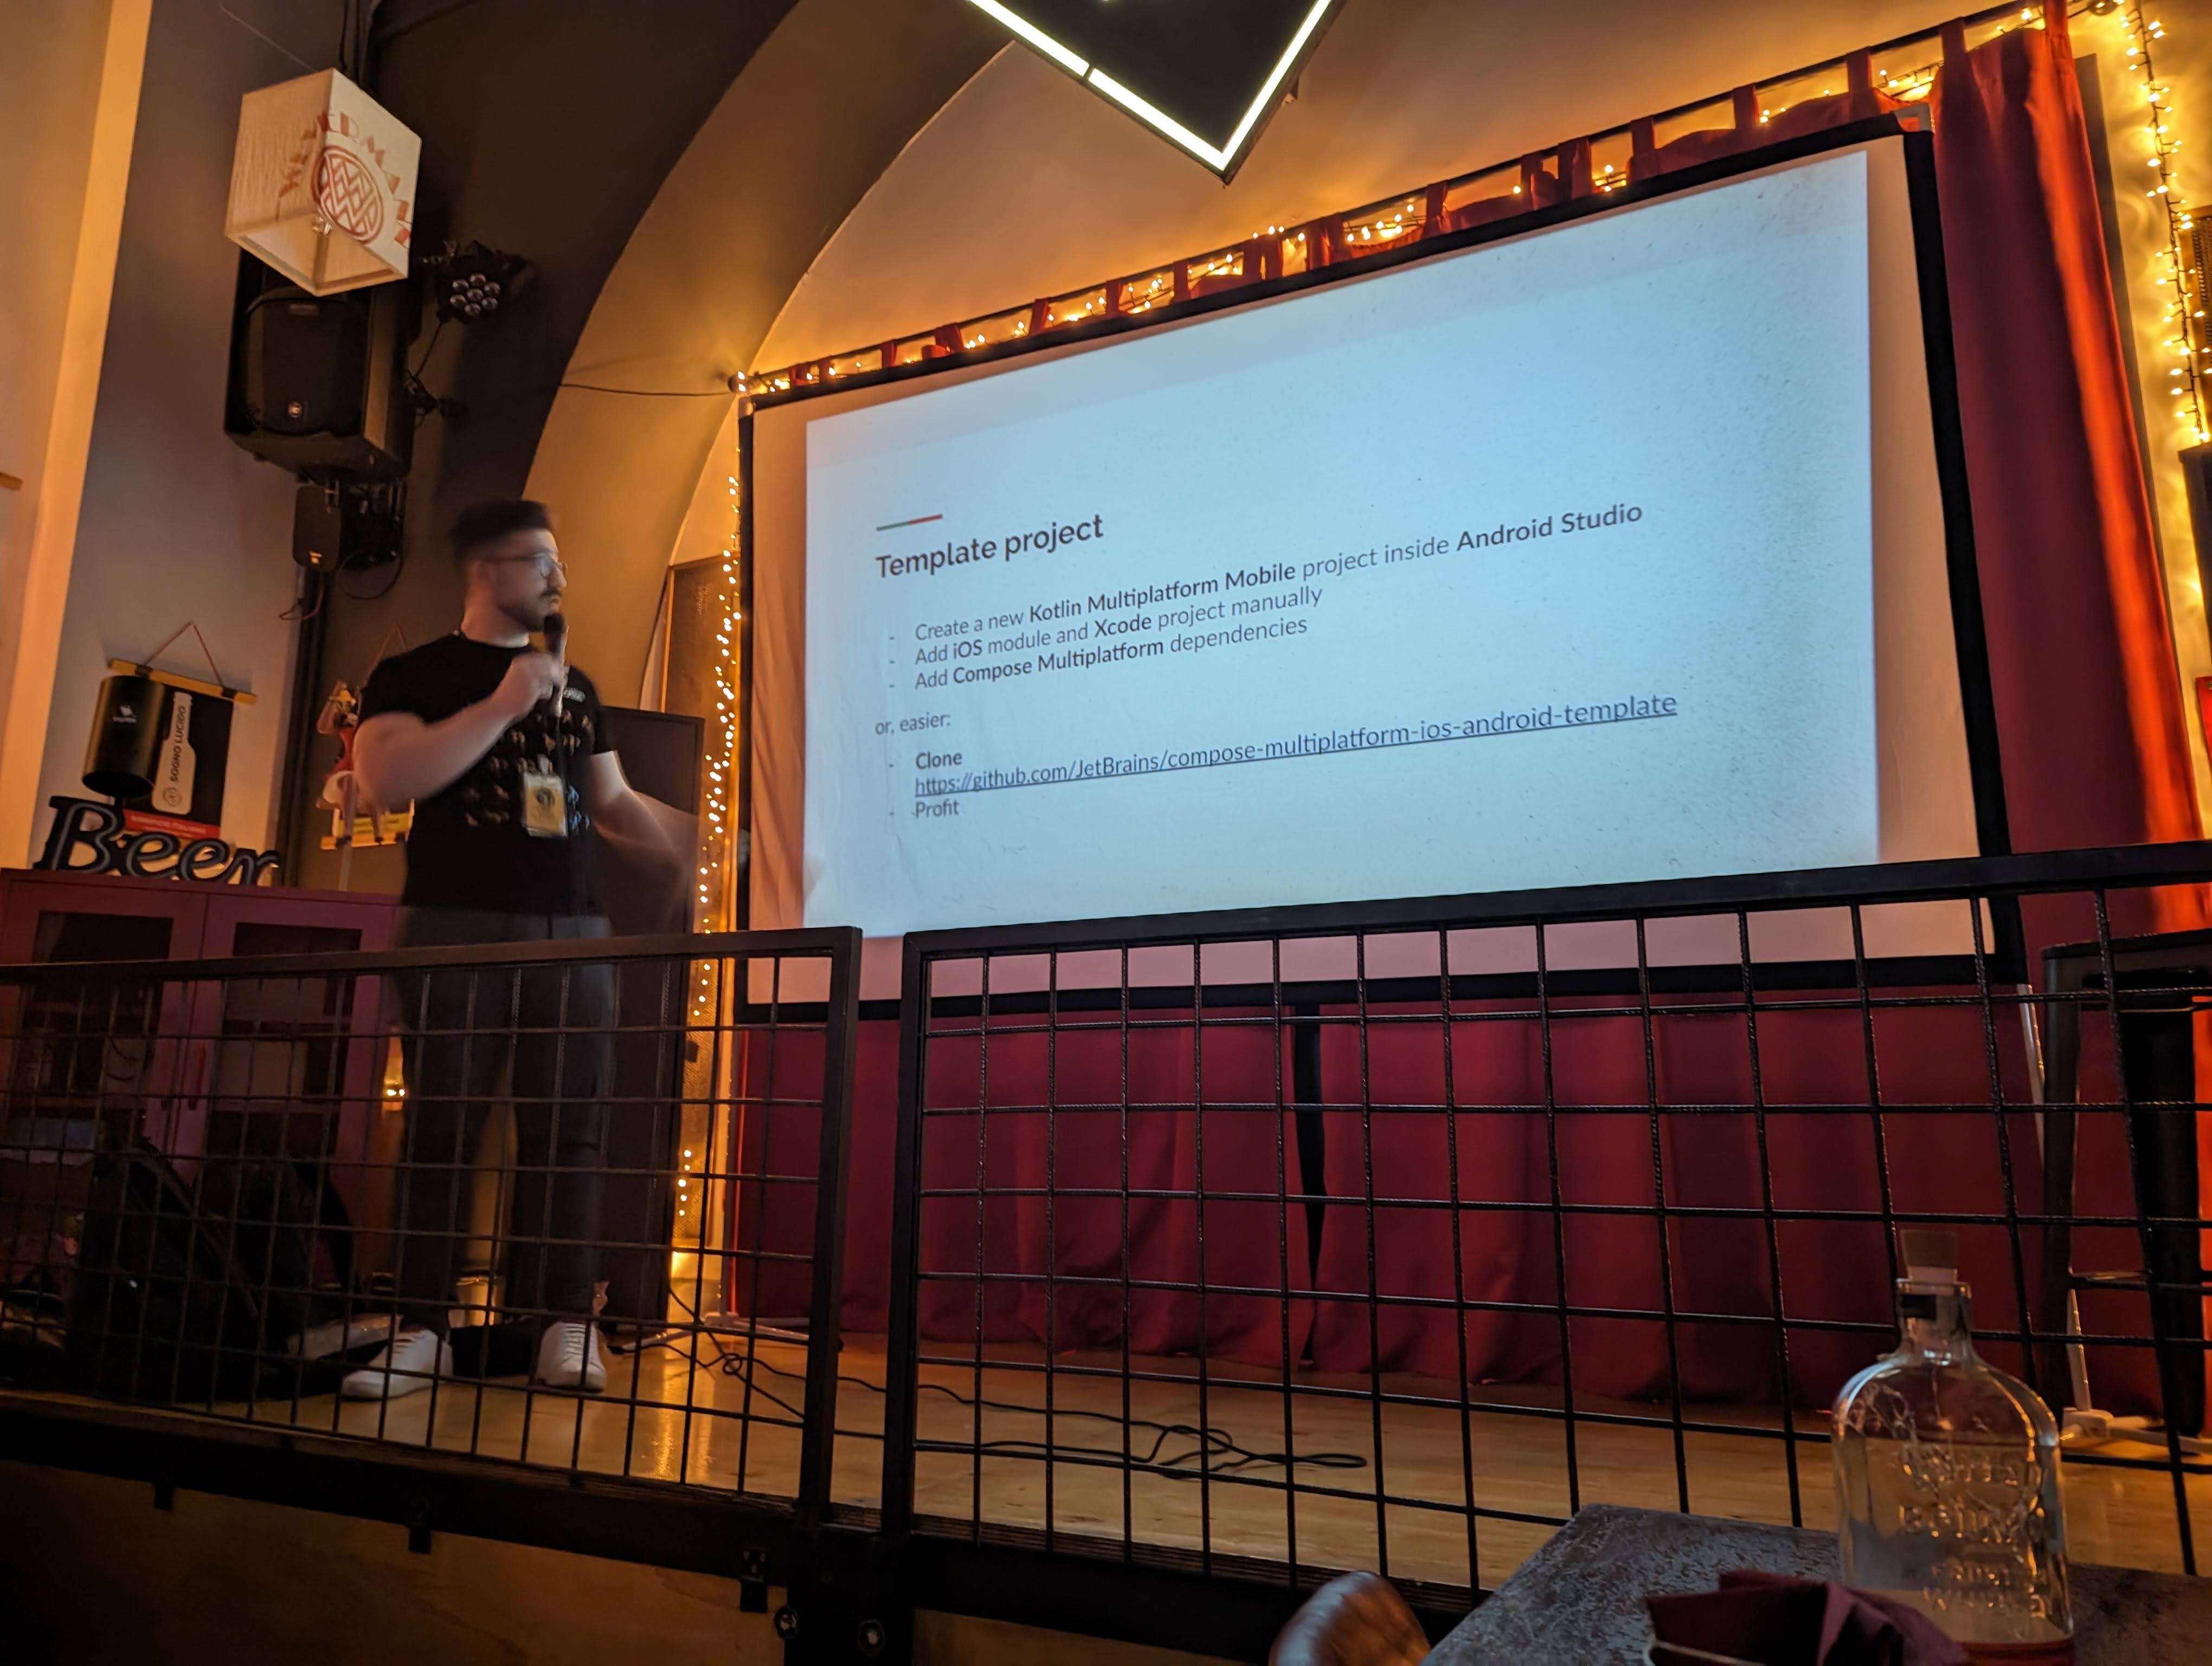 Template project
- Create a new Kotlin Multiplatform Mobile project inside Android Studio
- Add iOS module and Xcode project manually
- Add Compose Multiplatform dependencies
or, easier:
- Clone
https://github.com/JetBrains/compose-multiplatform-ios-android-template
- Profit
SOGNO LUCIDO
Beer